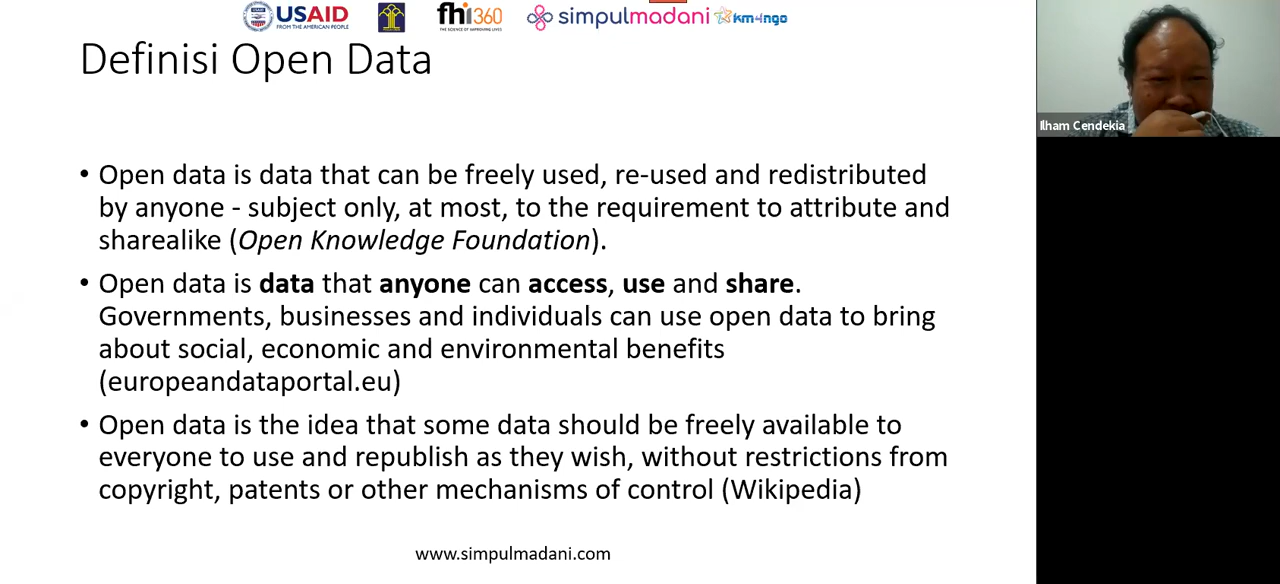 USAID
FROM THE AMERICAN PEOPLE
fhi360
THE SCIENCE OF IMPROVING LIVES
simpulmadani
km4ngo
Definisi Open Data
Ilham Cendekia
• Open data is data that can be freely used, re-used and redistributed
by anyone - subject only, at most, to the requirement to attribute and
sharealike (Open Knowledge Foundation).
• Open data is data that anyone can access, use and share.
Governments, businesses and individuals can use open data to bring
about social, economic and environmental benefits
(europeandataportal.eu)
• Open data is the idea that some data should be freely available to
everyone to use and republish as they wish, without restrictions from
copyright, patents or other mechanisms of control (Wikipedia)
www.simpulmadani.com